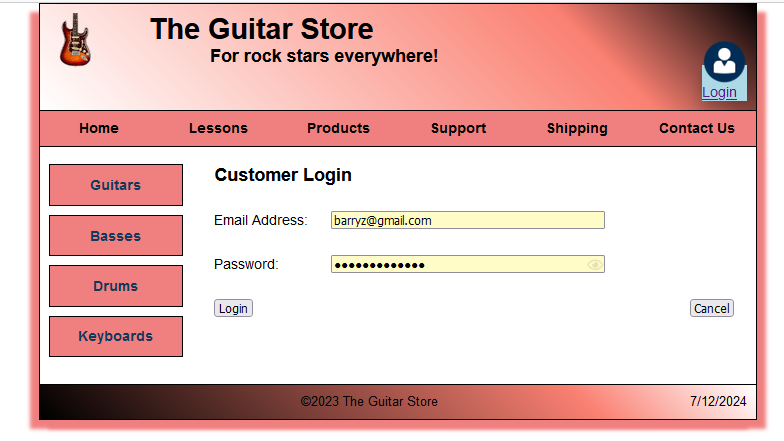 The Guitar Store
For rock stars everywhere!
Login
Home Lessons Products Support Shipping Contact Us
Guitars
Basses
Drums
Keyboards
Customer Login
Email Address: barryz@gmail.com
Password: •••••••••••••
Login Cancel
©2023 The Guitar Store 7/12/2024